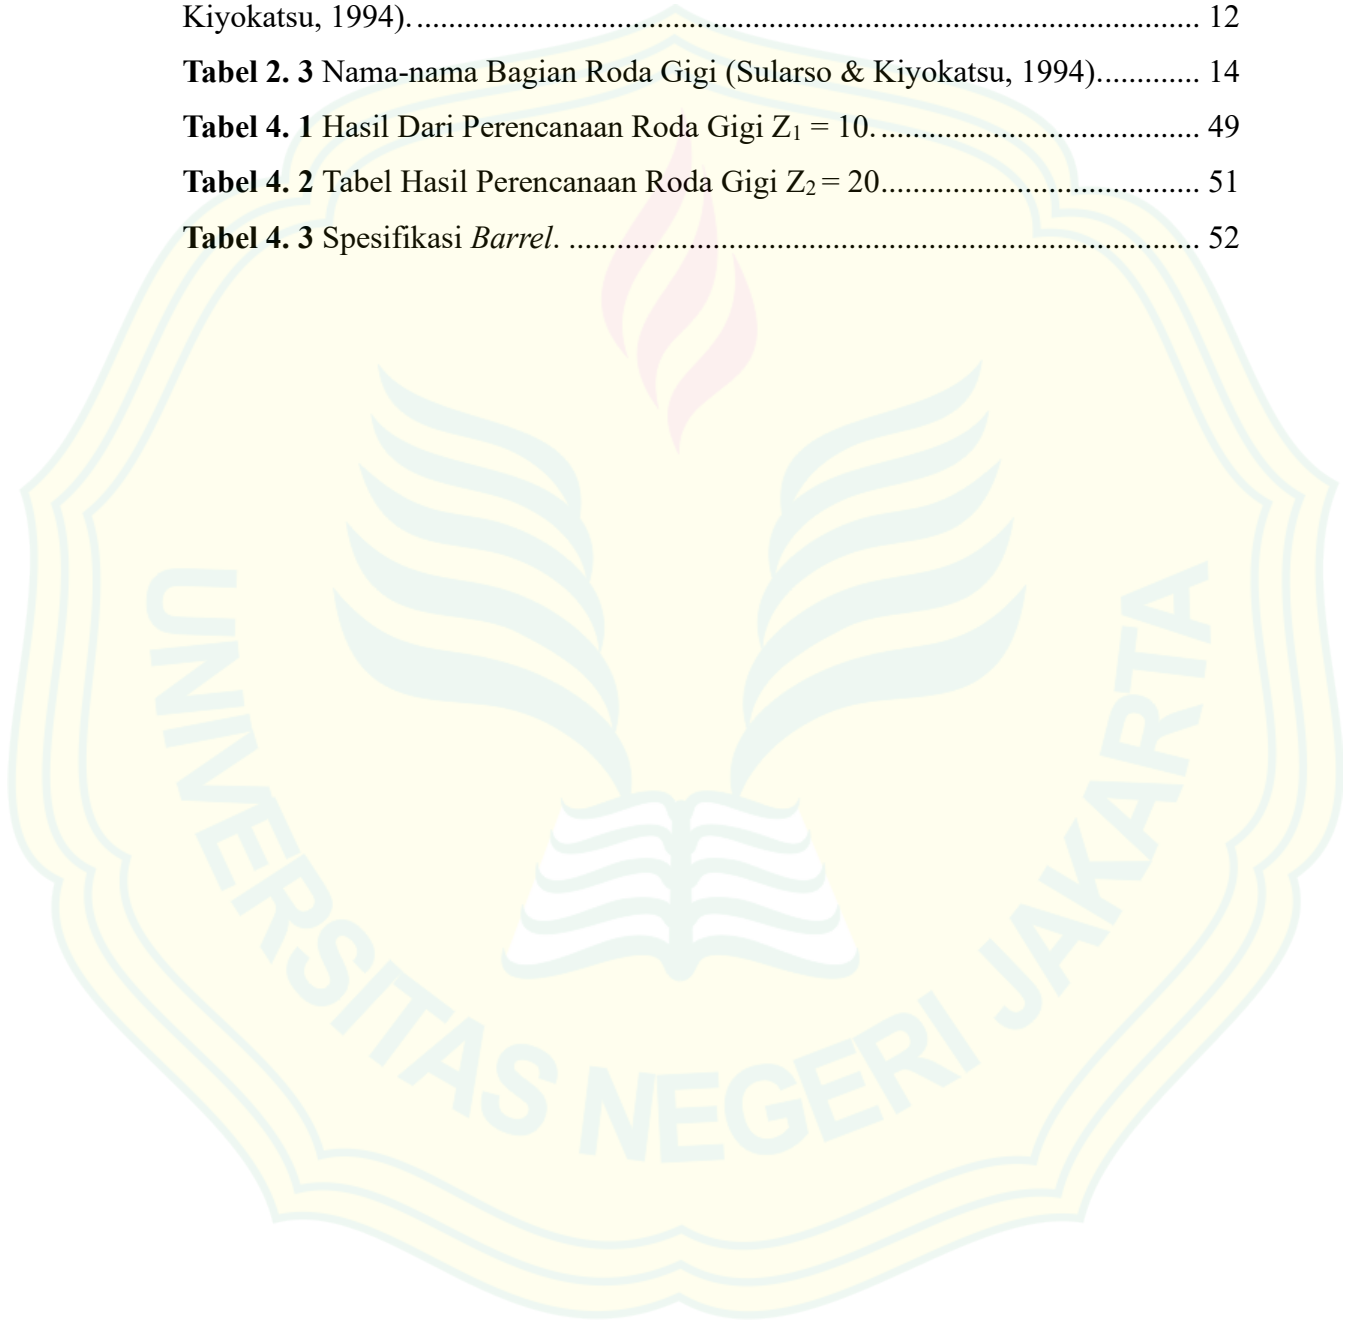 Kiyokatsu, 1994). .................................................................................................. 12
Tabel 2. 3 Nama-nama Bagian Roda Gigi (Sularso & Kiyokatsu, 1994)............. 14
Tabel 4. 1 Hasil Dari Perencanaan Roda Gigi Z₁ = 10. ........................................ 49
Tabel 4. 2 Tabel Hasil Perencanaan Roda Gigi Z₂ = 20....................................... 51
Tabel 4. 3 Spesifikasi Barrel. .............................................................................. 52
UNIVERSITAS NEGERI JAKARTA